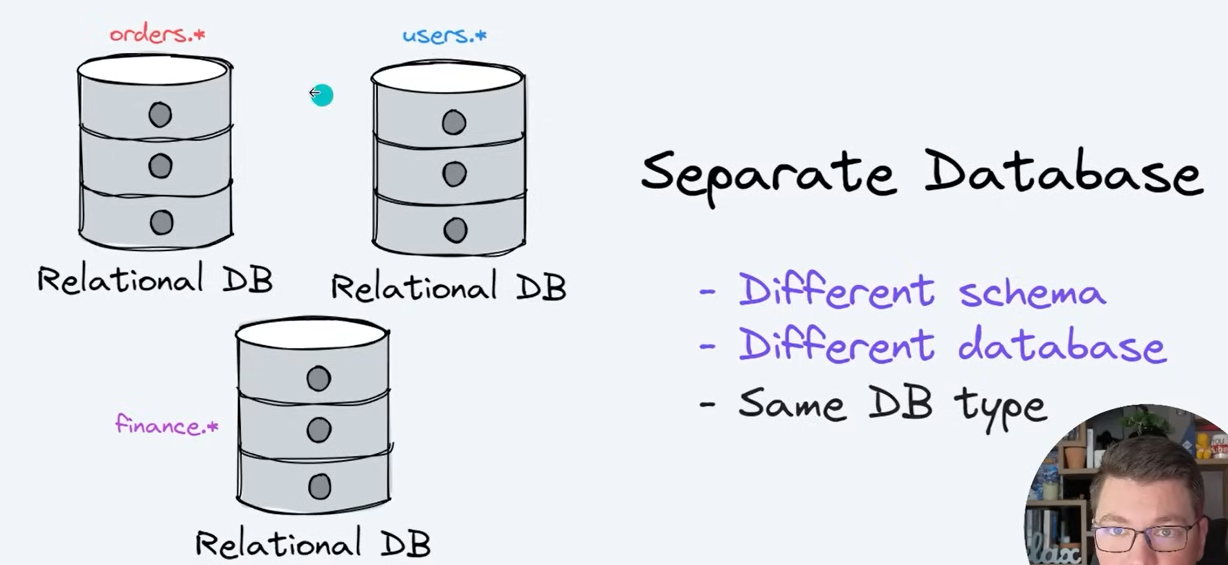 orders.*
users.*
Relational DB
Relational DB
finance.*
Relational DB
Separate Database
- Different schema
- Different database
- Same DB type